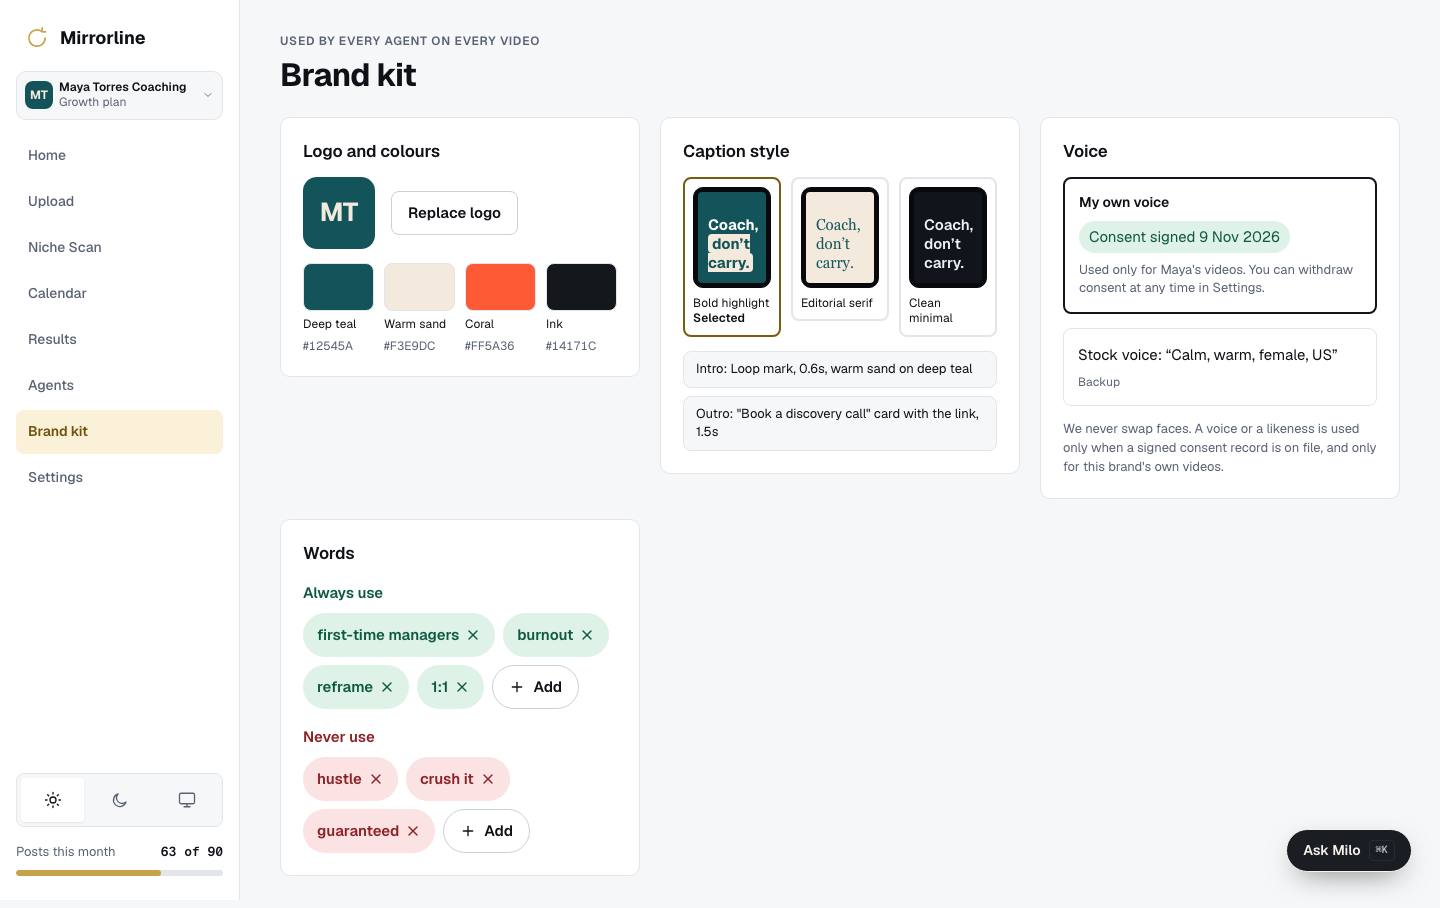 Mirrorline
MT
Maya Torres Coaching
Growth plan
Home
Upload
Niche Scan
Calendar
Results
Agents
Brand kit
Settings
Posts this month
63 of 90
USED BY EVERY AGENT ON EVERY VIDEO
Brand kit
Logo and colours
MT
Replace logo
Deep teal
#12545A
Warm sand
#F3E9DC
Coral
#FF5A36
Ink
#14171C
Caption style
Coach,
don’t
carry.
Bold highlight
Selected
Coach,
don’t
carry.
Editorial serif
Coach,
don’t
carry.
Clean
minimal
Intro: Loop mark, 0.6s, warm sand on deep teal
Outro: "Book a discovery call" card with the link,
1.5s
Voice
My own voice
Consent signed 9 Nov 2026
Used only for Maya's videos. You can withdraw
consent at any time in Settings.
Stock voice: “Calm, warm, female, US”
Backup
We never swap faces. A voice or a likeness is used
only when a signed consent record is on file, and only
for this brand's own videos.
Words
Always use
first-time managers
burnout
reframe
1:1
Add
Never use
hustle
crush it
guaranteed
Add
Ask Milo ⌘K